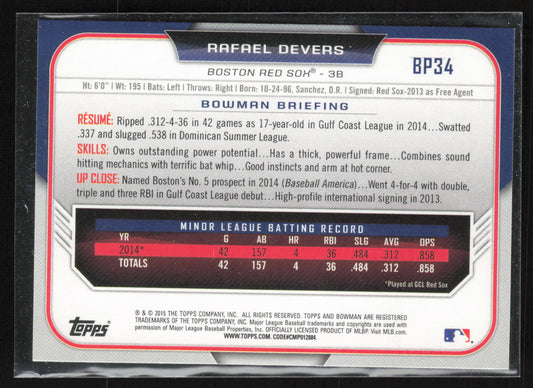 RAFAEL DEVERS
BP34
BOSTON RED SOX® - 3B
Ht: 6'0" | Wt: 195 | Bats: Left | Throws: Right | Born: 10-24-96, Sanchez, D.R. | Signed: Red Sox-2013 as Free Agent
BOWMAN BRIEFING
RÉSUMÉ: Ripped .312-4-36 in 42 games as 17-year-old in Gulf Coast League in 2014...Swatted
.337 and slugged .538 in Dominican Summer League.
SKILLS: Owns outstanding power potential...Has a thick, powerful frame...Combines sound
hitting mechanics with terrific bat whip...Good instincts and arm at hot corner.
UP CLOSE: Named Boston's No. 5 prospect in 2014 (Baseball America)...Went 4-for-4 with double,
triple and three RBI in Gulf Coast League debut...High-profile international signing in 2013.
MINOR LEAGUE BATTING RECORD
YR G AB HR RBI SLG AVG OPS
2014* 42 157 4 36 .484 .312 .858
TOTALS 42 157 4 36 .484 .312 .858
*Played at GCL Red Sox
Topps
® & © 2015 THE TOPPS COMPANY, INC. ALL RIGHTS RESERVED. TOPPS AND BOWMAN ARE REGISTERED
TRADEMARKS OF THE TOPPS COMPANY, INC. Major League Baseball trademarks and copyrights are used with
permission of Major League Baseball Properties, Inc. OFFICIALLY LICENSED PRODUCT OF MLBP. Visit MLB.com.
WWW.TOPPS.COM. CODE#CMP012884.